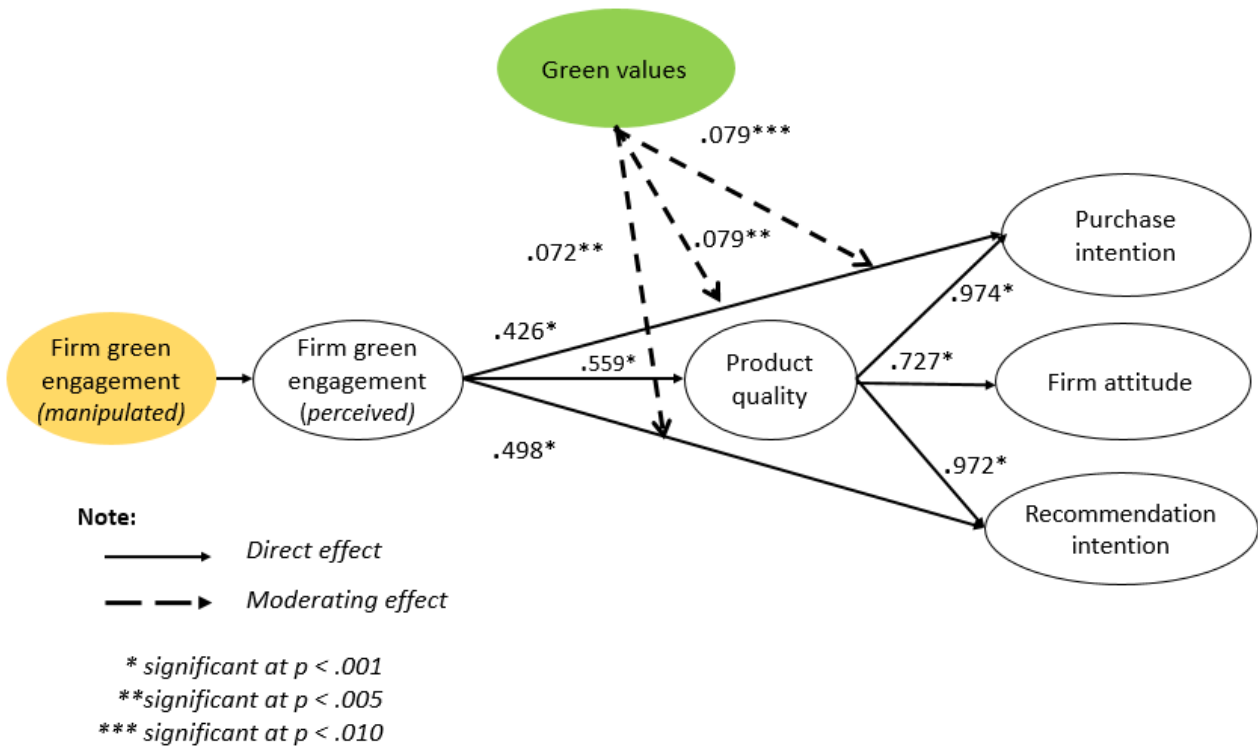 Green values
.079***
.072**
.079**
Purchase
intention
.974*
Firm green
engagement
(manipulated)
Firm green
engagement
(perceived)
.426*
.559*
Product
quality
.727*
Firm attitude
.498*
.972*
Recommendation
intention
Note:
Direct effect
Moderating effect
* significant at p < .001
**significant at p < .005
*** significant at p < .010